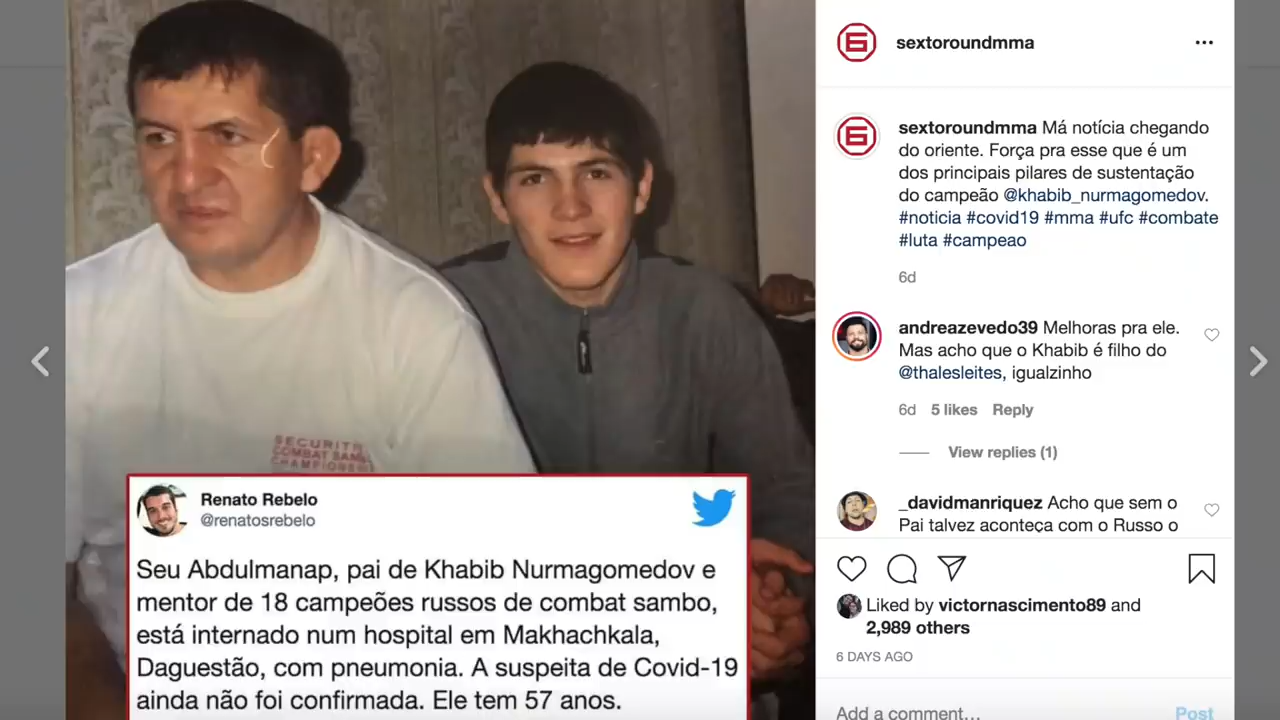 SECURITY
COMBAT SAMBO
CHAMPIONS
Renato Rebelo
@renatosrebelo
Seu Abdulmanap, pai de Khabib Nurmagomedov e
mentor de 18 campeões russos de combat sambo,
está internado num hospital em Makhachkala,
Daguestão, com pneumonia. A suspeita de Covid-19
ainda não foi confirmada. Ele tem 57 anos.
sextoroundmma
sextoroundmma Má notícia chegando
do oriente. Força pra esse que é um
dos principais pilares de sustentação
do campeão @khabib_nurmagomedov.
#noticia #covid19 #mma #ufc #combate
#luta #campeao
6d
andreazevedo39 Melhoras pra ele.
Mas acho que o Khabib é filho do
@thalesleites, igualzinho
6d 5 likes Reply
View replies (1)
_davidmanriquez Acho que sem o
Pai talvez aconteça com o Russo o
Liked by victornascimento89 and
2,989 others
6 DAYS AGO
Add a comment...
Post